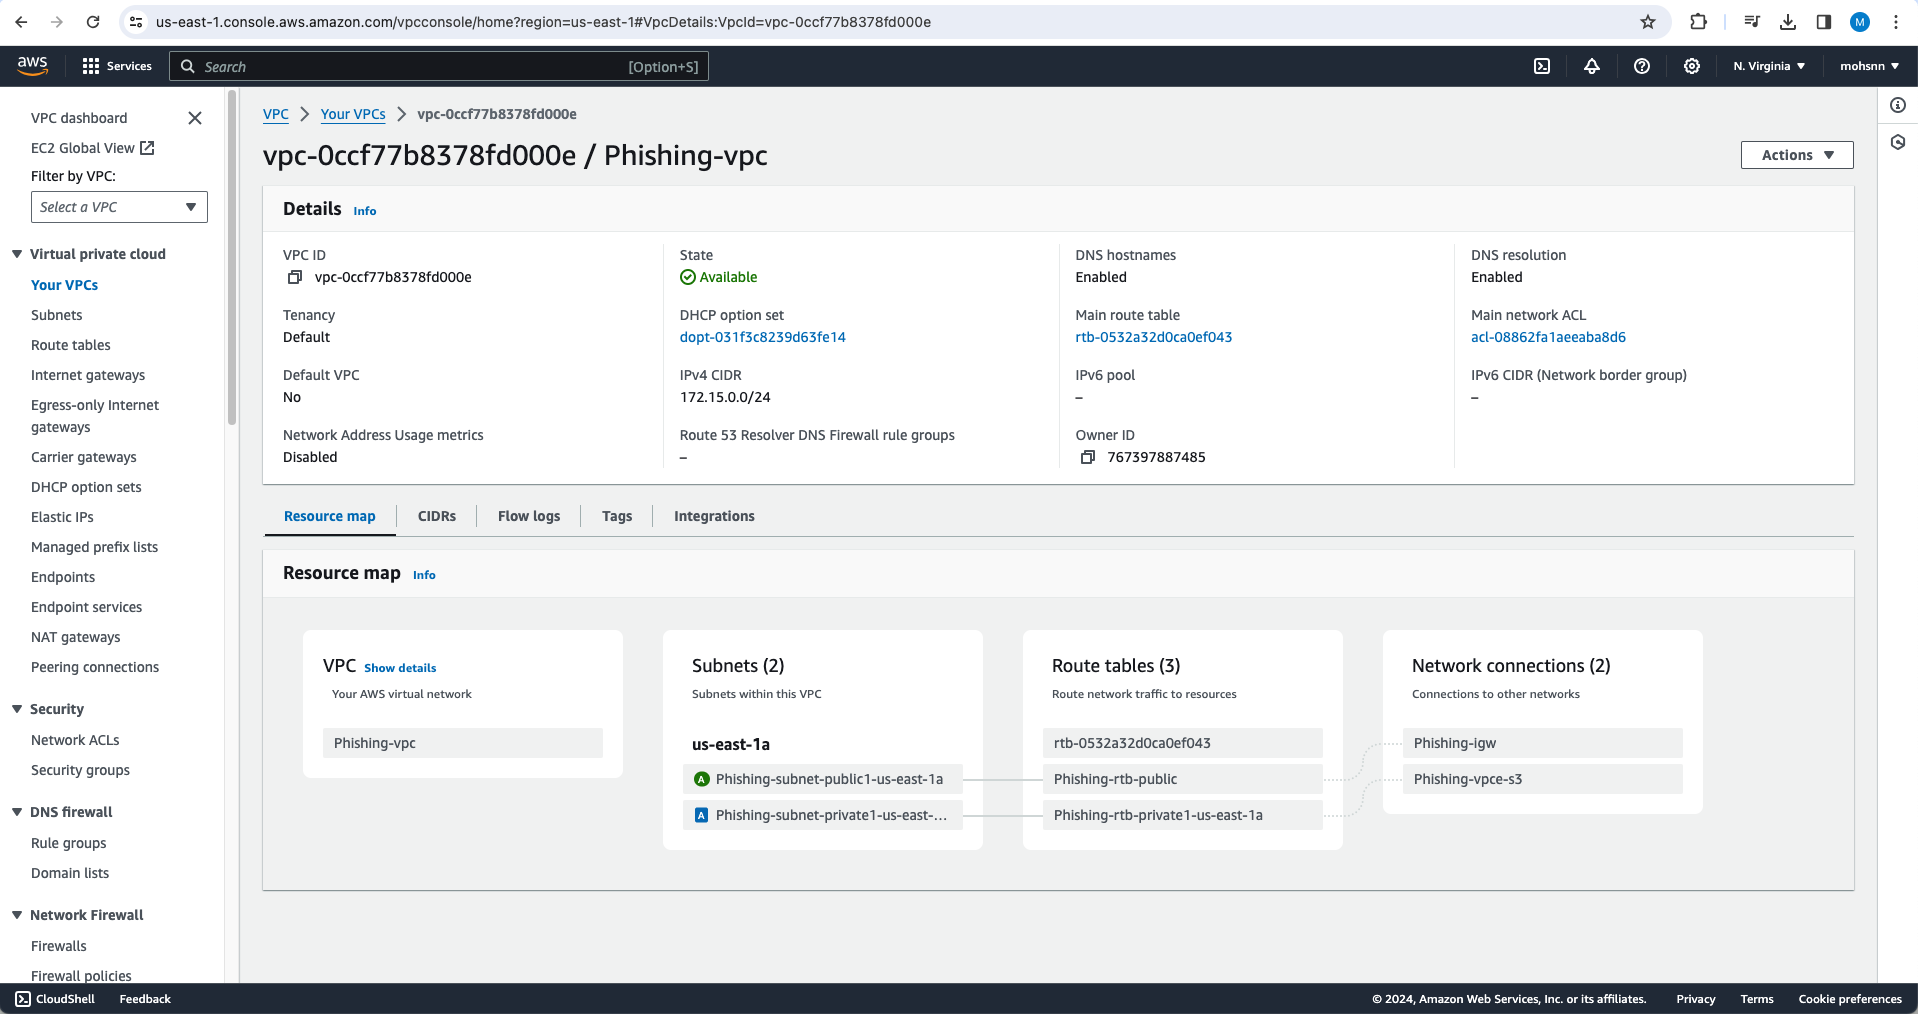 us-east-1.console.aws.amazon.com/vpcconsole/home?region=us-east-1#VpcDetails:VpcId=vpc-0ccf77b8378fd000e
M
aws
Services
Search
[Option+S]
N. Virginia
mohsnn
VPC dashboard
EC2 Global View
Filter by VPC:
Select a VPC
Virtual private cloud
Your VPCs
Subnets
Route tables
Internet gateways
Egress-only Internet
gateways
Carrier gateways
DHCP option sets
Elastic IPs
Managed prefix lists
Endpoints
Endpoint services
NAT gateways
Peering connections
Security
Network ACLs
Security groups
DNS firewall
Rule groups
Domain lists
Network Firewall
Firewalls
Firewall policies
VPC > Your VPCs > vpc-0ccf77b8378fd000e
vpc-0ccf77b8378fd000e / Phishing-vpc
Actions
Details Info
VPC ID
vpc-0ccf77b8378fd000e
State
Available
DNS hostnames
Enabled
DNS resolution
Enabled
Tenancy
Default
DHCP option set
dopt-031f3c8239d63fe14
Main route table
rtb-0532a32d0ca0ef043
Main network ACL
acl-08862fa1aeeaba8d6
Default VPC
No
IPv4 CIDR
172.15.0.0/24
IPv6 pool
–
IPv6 CIDR (Network border group)
–
Network Address Usage metrics
Disabled
Route 53 Resolver DNS Firewall rule groups
–
Owner ID
767397887485
Resource map
CIDRs
Flow logs
Tags
Integrations
Resource map Info
VPC Show details
Your AWS virtual network
Phishing-vpc
Subnets (2)
Subnets within this VPC
us-east-1a
A Phishing-subnet-public1-us-east-1a
A Phishing-subnet-private1-us-east-...
Route tables (3)
Route network traffic to resources
rtb-0532a32d0ca0ef043
Phishing-rtb-public
Phishing-rtb-private1-us-east-1a
Network connections (2)
Connections to other networks
Phishing-igw
Phishing-vpce-s3
CloudShell
Feedback
© 2024, Amazon Web Services, Inc. or its affiliates.
Privacy
Terms
Cookie preferences